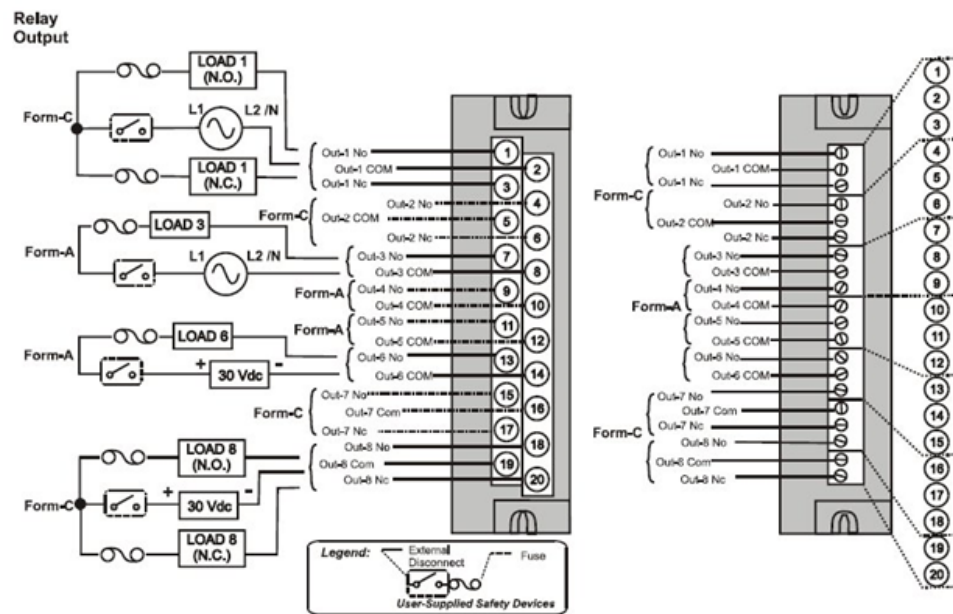 Relay
Output
LOAD 1
(N.O.)
Form-C
L1
L2 /N
LOAD 1
(N.C.)
LOAD 3
Form-A
L1
L2 /N
LOAD 6
Form-A
+
30 Vdc
-
LOAD 8
(N.O.)
+
30 Vdc
-
Form-C
LOAD 8
(N.C.)
Out-1 No
Out-1 COM
Out-1 Nc
Form-C
Out-2 No
Out-2 COM
Out-2 Nc
Out-3 No
Out-3 COM
Form-A
Out-4 No
Out-4 COM
Form-A
Out-5 No
Out-5 COM
Out-6 No
Out-6 COM
Form-C
Out-7 No
Out-7 Com
Out-7 Nc
Out-8 No
Out-8 Com
Out-8 Nc
1
2
3
4
5
6
7
8
9
10
11
12
13
14
15
16
17
18
19
20
Legend:
External
Disconnect
Fuse
User-Supplied Safety Devices
Out-1 No
Out-1 COM
Out-1 Nc
Form-C
Out-2 No
Out-2 COM
Out-2 Nc
Out-3 No
Out-3 COM
Out-4 No
Form-A
Out-4 COM
Out-5 No
Out-5 COM
Out-6 No
Out-6 COM
Out-7 No
Out-7 Com
Out-7 Nc
Form-C
Out-8 No
Out-8 Com
Out-8 Nc
1
2
3
4
5
6
7
8
9
10
11
12
13
14
15
16
17
18
19
20